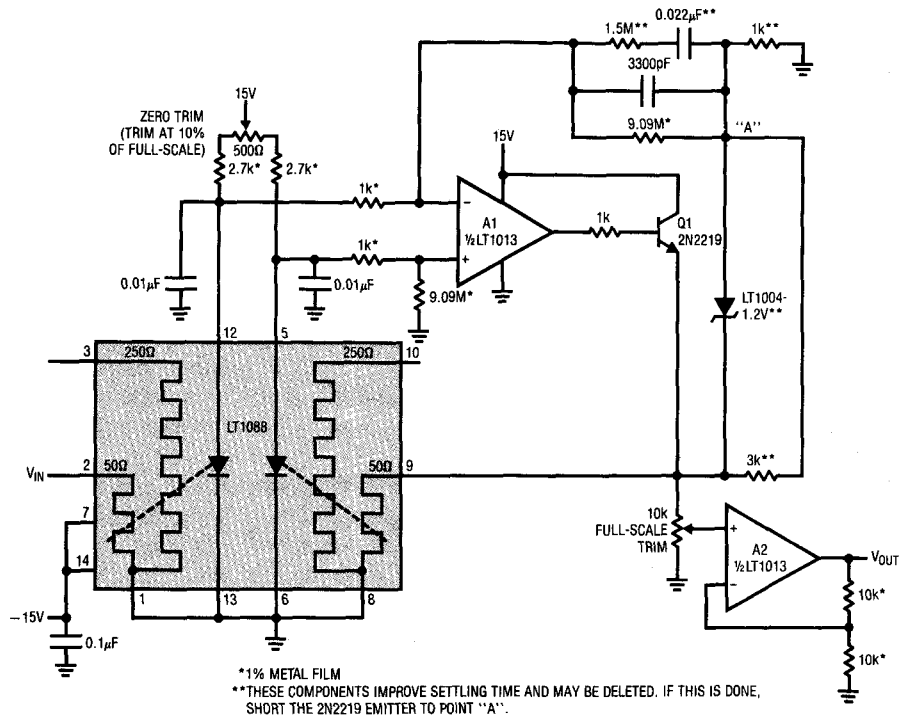 0.022µF**
1.5M**
1k**
3300pF
15V
ZERO TRIM
(TRIM AT 10%
OF FULL-SCALE)
500Ω
9.09M*
"A"
15V
2.7k*
2.7k*
1k*
−
A1
½LT1013
+
1k
Q1
2N2219
1k*
0.01µF
0.01µF
9.09M*
LT1004-
1.2V**
12
5
3
250Ω
250Ω
10
LT1088
VIN
2
50Ω
50Ω
9
3k**
7
10k
FULL-SCALE
TRIM
+
A2
½LT1013
−
VOUT
14
10k*
−15V
1
13
6
8
0.1µF
10k*
*1% METAL FILM
**THESE COMPONENTS IMPROVE SETTLING TIME AND MAY BE DELETED. IF THIS IS DONE,
SHORT THE 2N2219 EMITTER TO POINT "A".